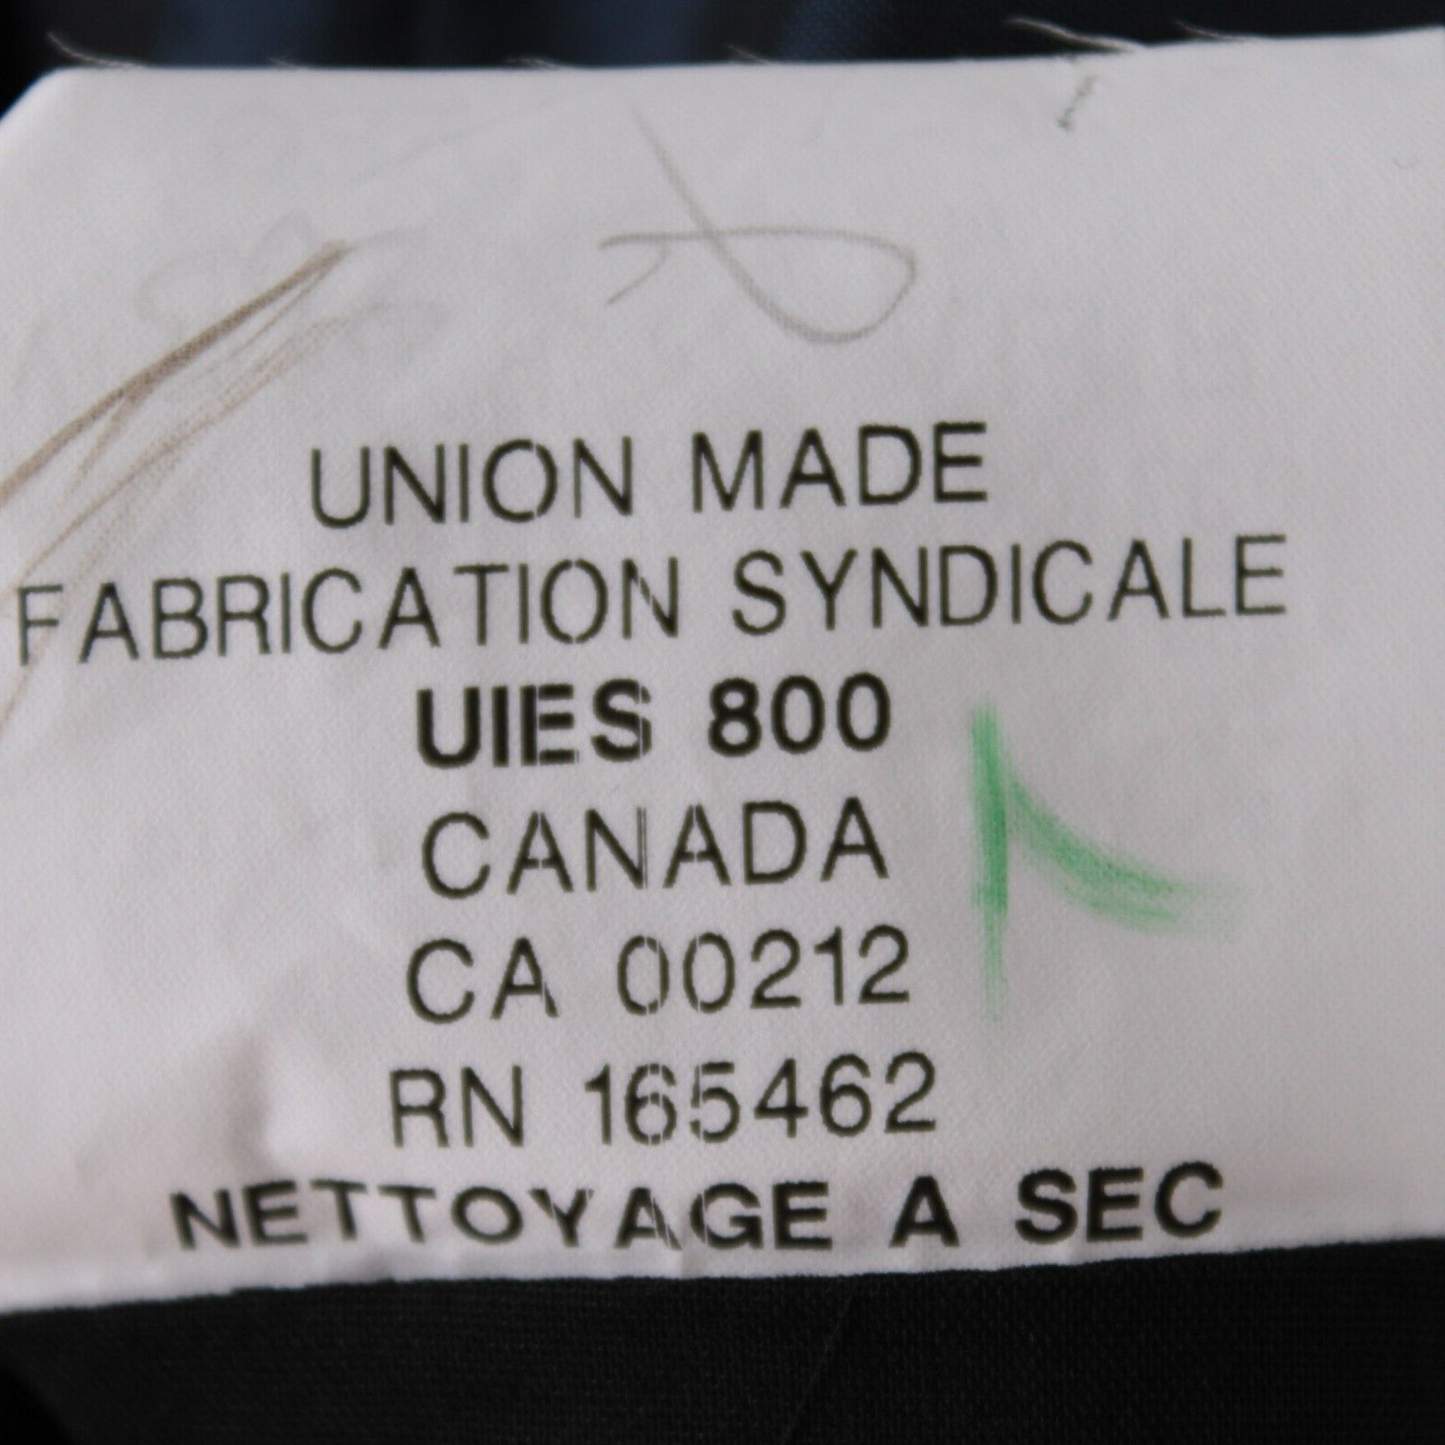 UNION MADE
FABRICATION SYNDICALE
UIES 800
CANADA
CA 00212
RN 165462
NETTOYAGE A SEC